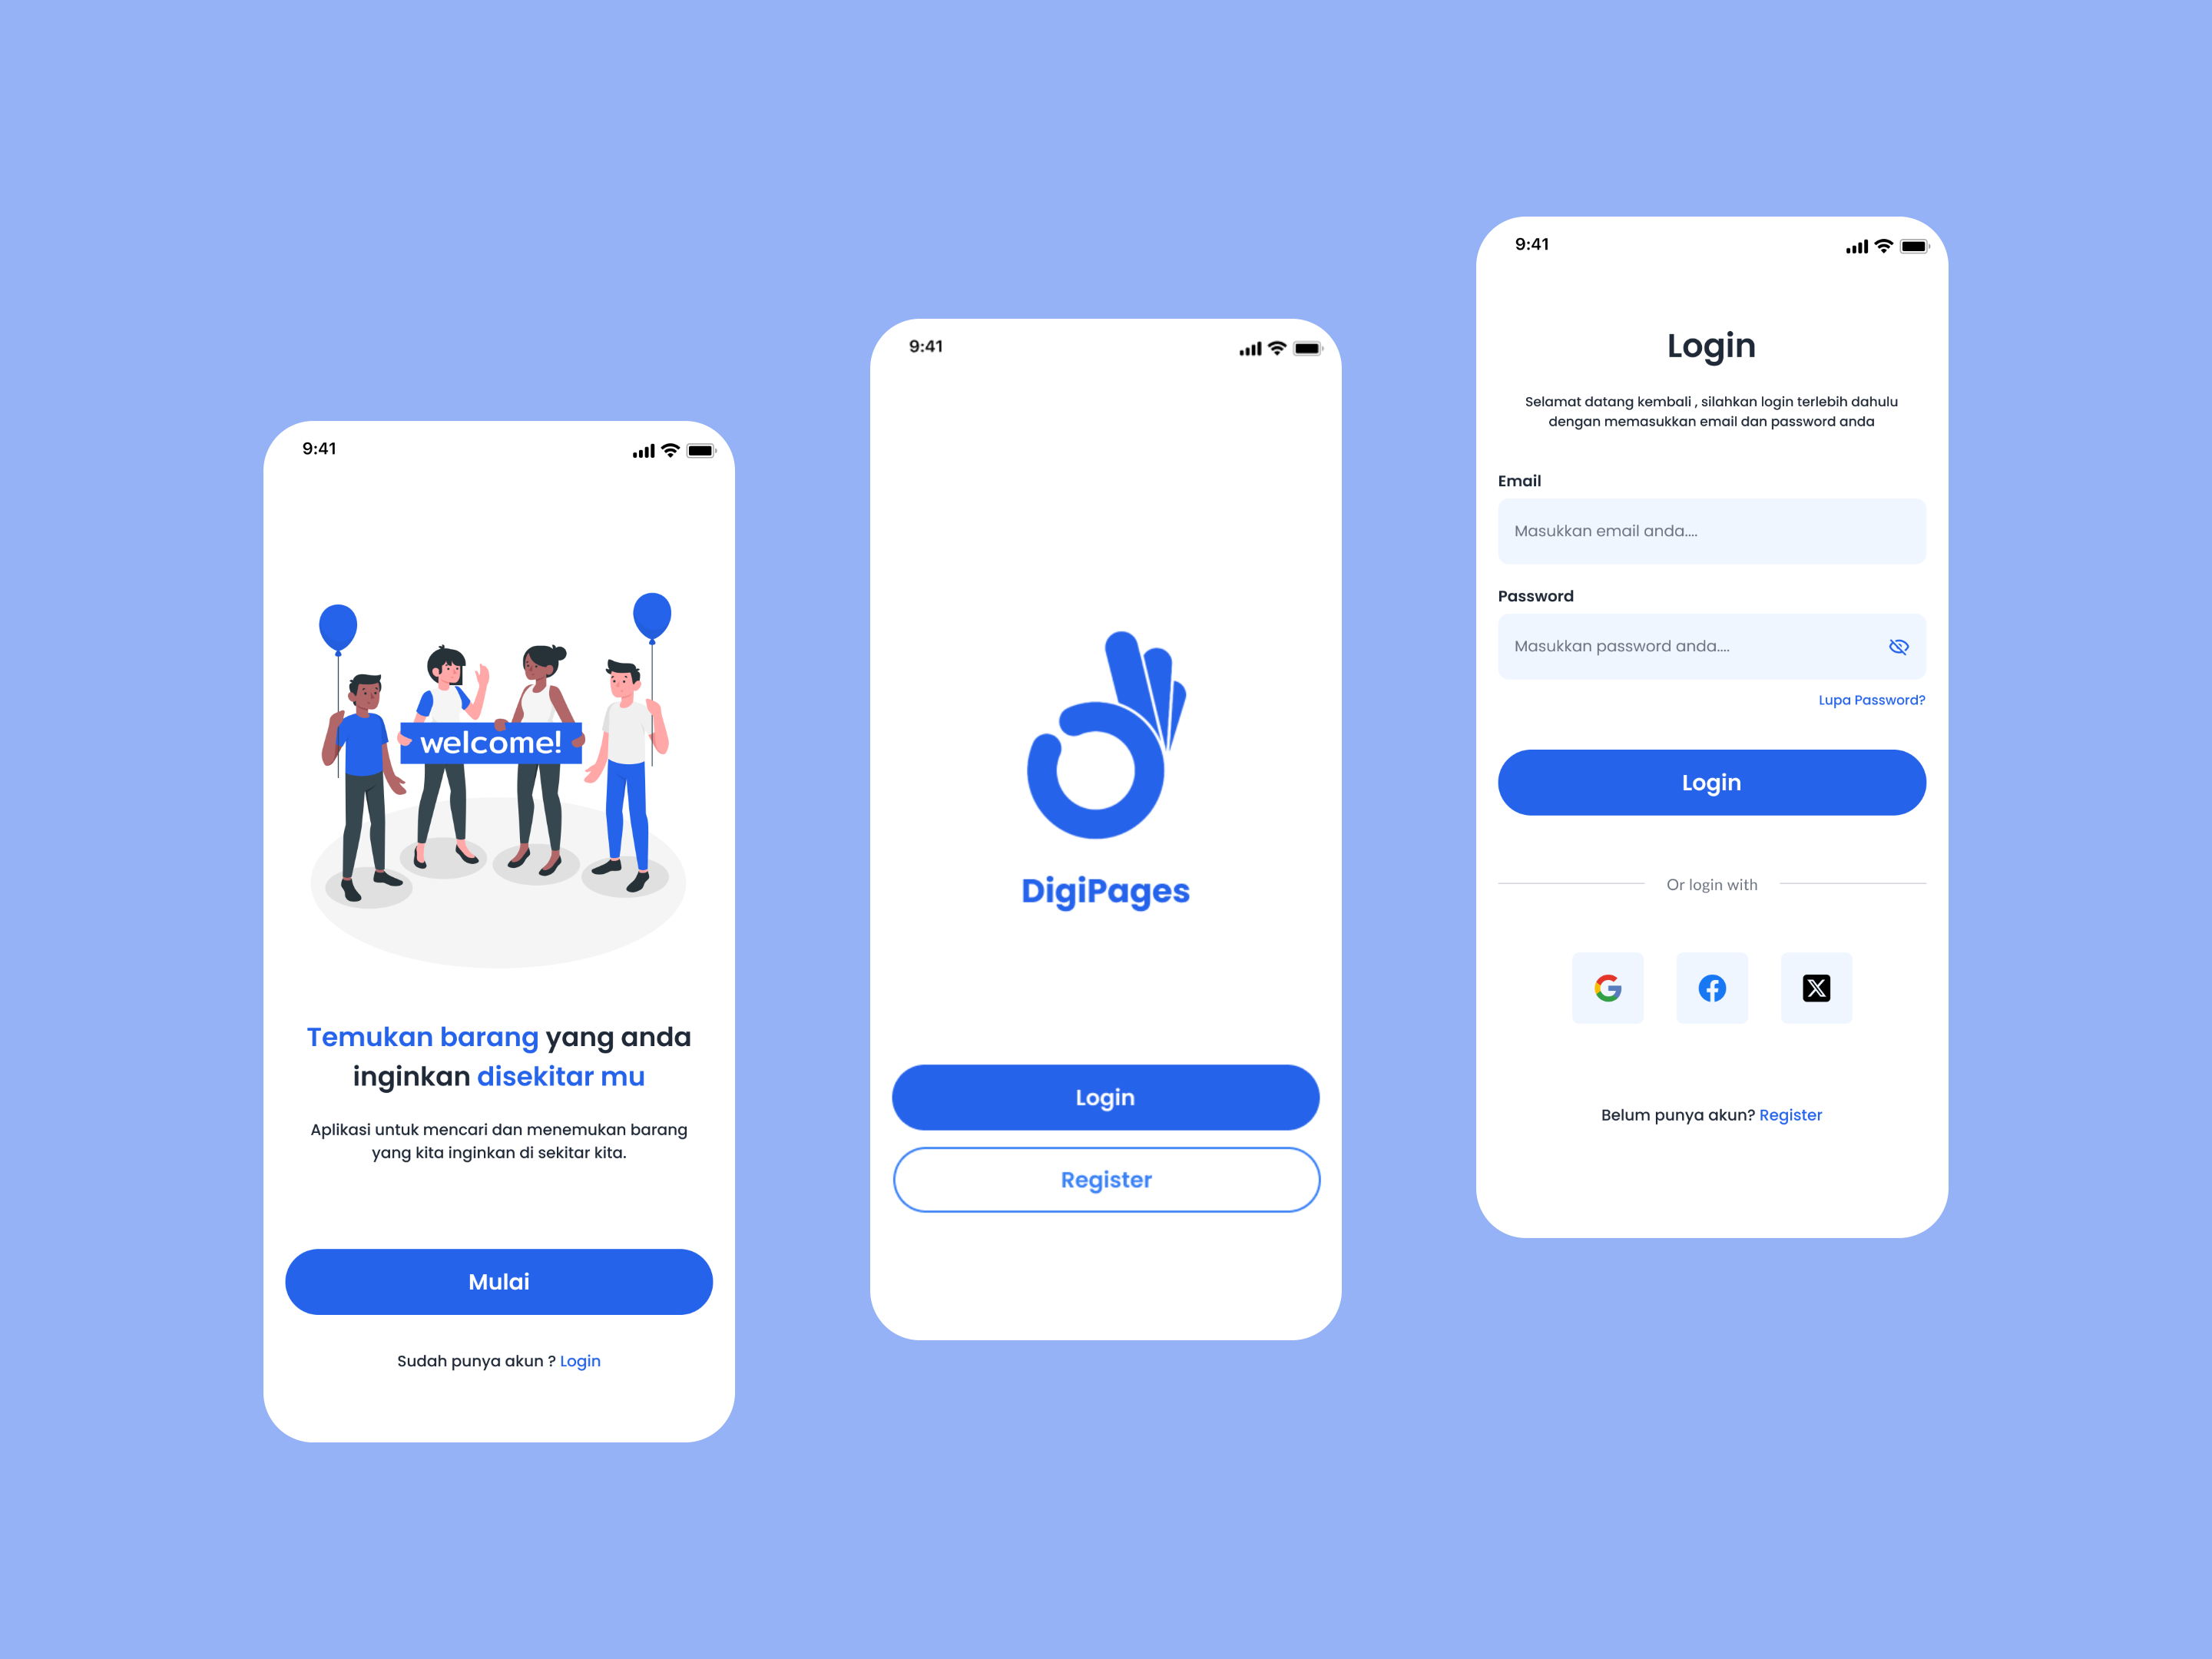 9:41
welcome!
Temukan barang yang anda
inginkan disekitar mu
Aplikasi untuk mencari dan menemukan barang
yang kita inginkan di sekitar kita.
Mulai
Sudah punya akun ? Login
9:41
DigiPages
Login
Register
9:41
Login
Selamat datang kembali , silahkan login terlebih dahulu
dengan memasukkan email dan password anda
Email
Masukkan email anda....
Password
Masukkan password anda....
Lupa Password?
Login
Or login with
Belum punya akun? Register